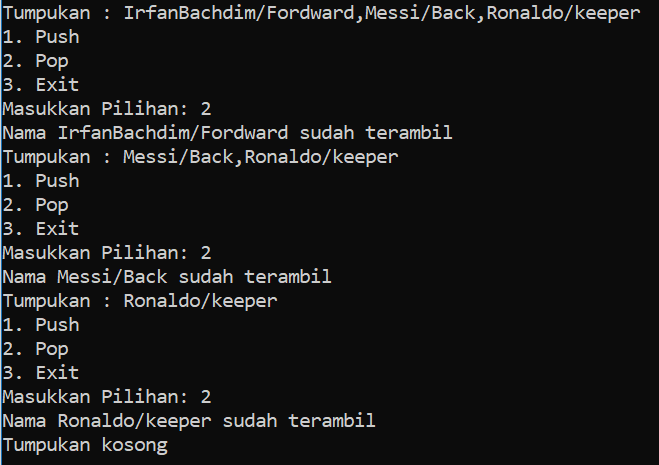 Tumpukan : IrfanBachdim/Fordward,Messi/Back,Ronaldo/keeper
1. Push
2. Pop
3. Exit
Masukkan Pilihan: 2
Nama IrfanBachdim/Fordward sudah terambil
Tumpukan : Messi/Back,Ronaldo/keeper
1. Push
2. Pop
3. Exit
Masukkan Pilihan: 2
Nama Messi/Back sudah terambil
Tumpukan : Ronaldo/keeper
1. Push
2. Pop
3. Exit
Masukkan Pilihan: 2
Nama Ronaldo/keeper sudah terambil
Tumpukan kosong